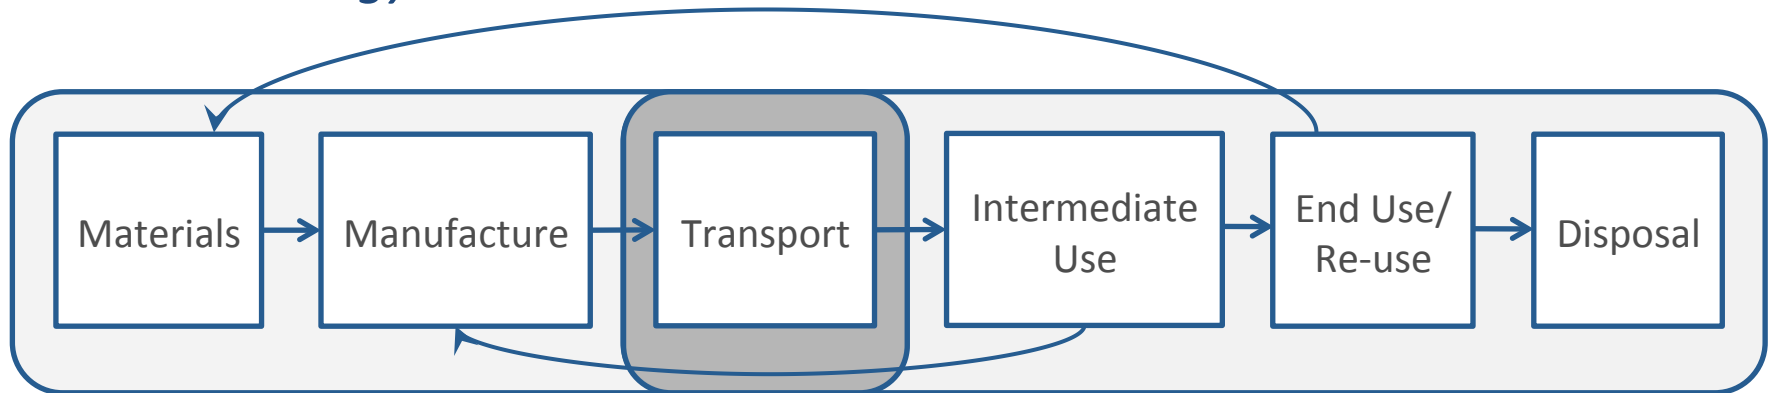 Materials
Manufacture
Transport
Intermediate
Use
End Use/
Re-use
Disposal